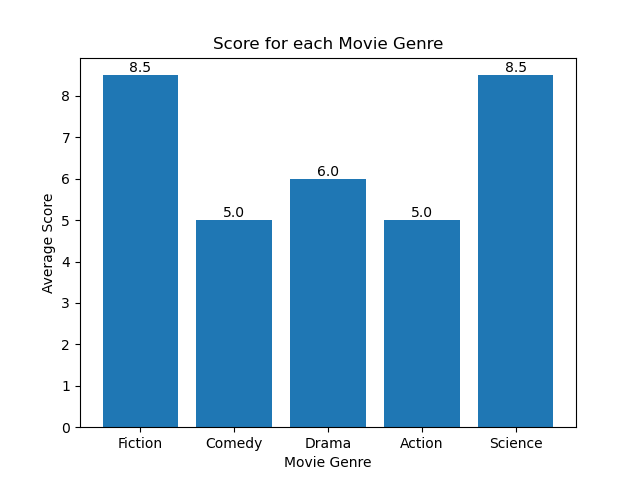 Score for each Movie Genre
8.5
5.0
6.0
5.0
8.5
Average Score
8
7
6
5
4
3
2
1
0
Fiction
Comedy
Drama
Action
Science
Movie Genre